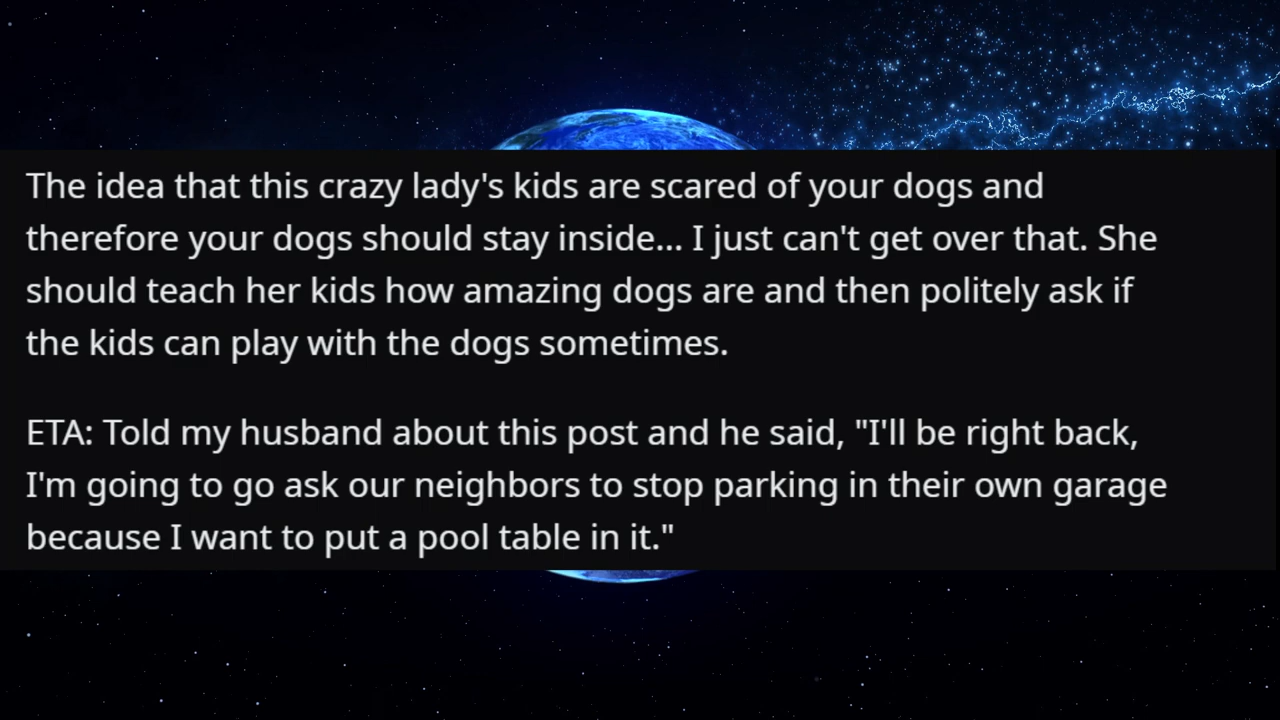 The idea that this crazy lady's kids are scared of your dogs and
therefore your dogs should stay inside... I just can't get over that. She
should teach her kids how amazing dogs are and then politely ask if
the kids can play with the dogs sometimes.
ETA: Told my husband about this post and he said, "I'll be right back,
I'm going to go ask our neighbors to stop parking in their own garage
because I want to put a pool table in it."